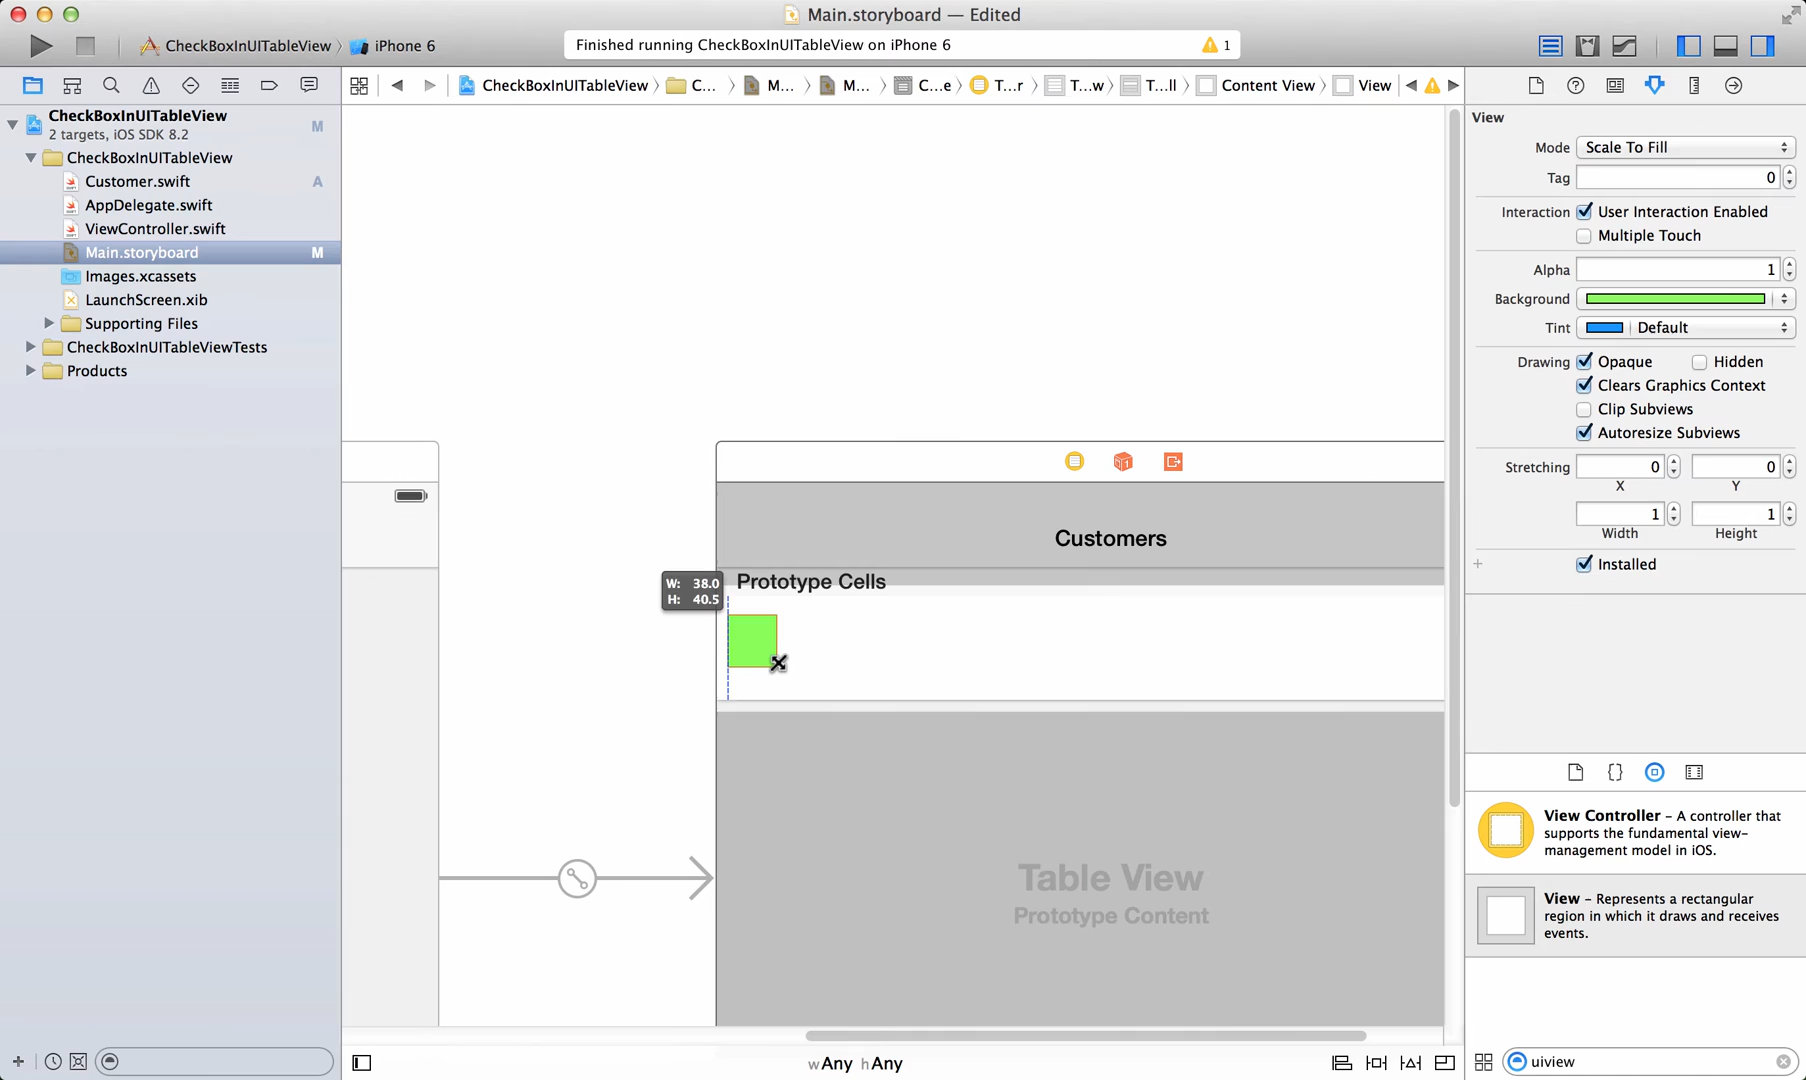 Main.storyboard — Edited
CheckBoxInUITableView
iPhone 6
Finished running CheckBoxInUITableView on iPhone 6
1
CheckBoxInUITableView
C...
M...
M...
C...e
T...r
T...w
T...ll
Content View
View
CheckBoxInUITableView
M
2 targets, iOS SDK 8.2
CheckBoxInUITableView
Customer.swift
A
AppDelegate.swift
ViewController.swift
Main.storyboard
M
Images.xcassets
LaunchScreen.xib
Supporting Files
CheckBoxInUITableViewTests
Products
Customers
W: 38.0
H: 40.5
Prototype Cells
Table View
Prototype Content
wAny hAny
View
Mode Scale To Fill
Tag 0
Interaction User Interaction Enabled
Multiple Touch
Alpha 1
Background
Tint Default
Drawing Opaque Hidden
Clears Graphics Context
Clip Subviews
Autoresize Subviews
Stretching 0 0
X Y
1 1
Width Height
+ Installed
View Controller – A controller that
supports the fundamental view-
management model in iOS.
View – Represents a rectangular
region in which it draws and receives
events.
uiview